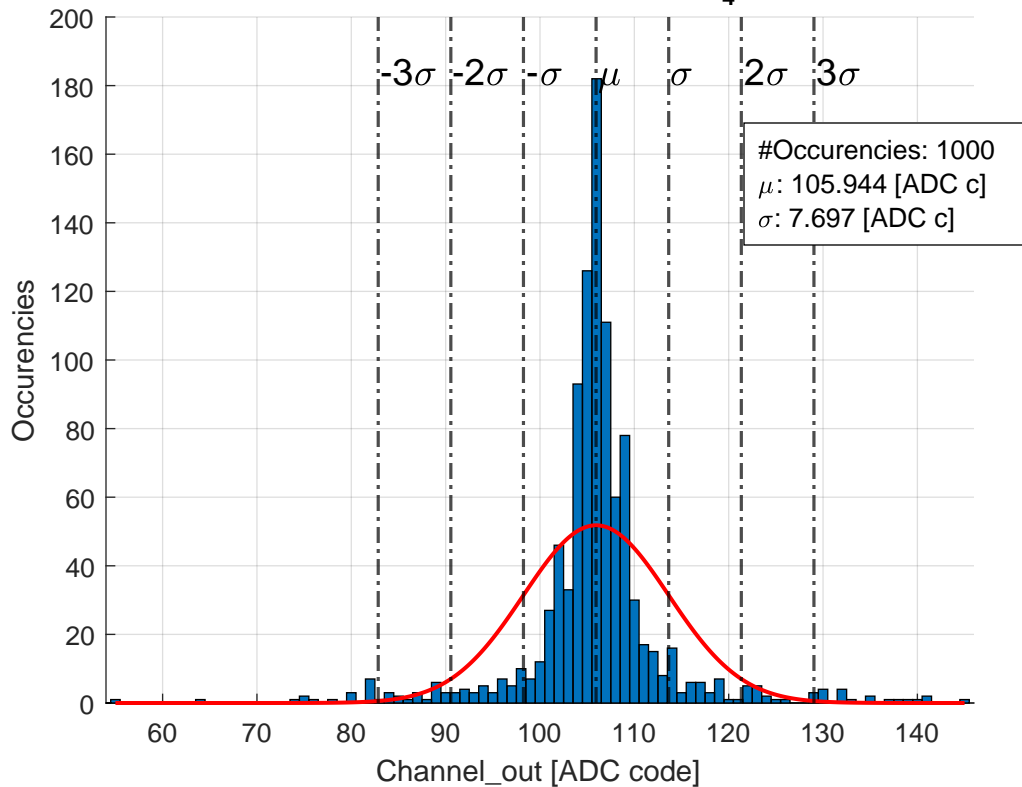 4
200
180
160
140
120
100
80
60
40
20
0
-3σ -2σ -σ μ σ 2σ 3σ
#Occurencies: 1000
μ: 105.944 [ADC c]
σ: 7.697 [ADC c]
Occurencies
60 70 80 90 100 110 120 130 140
Channel_out [ADC code]